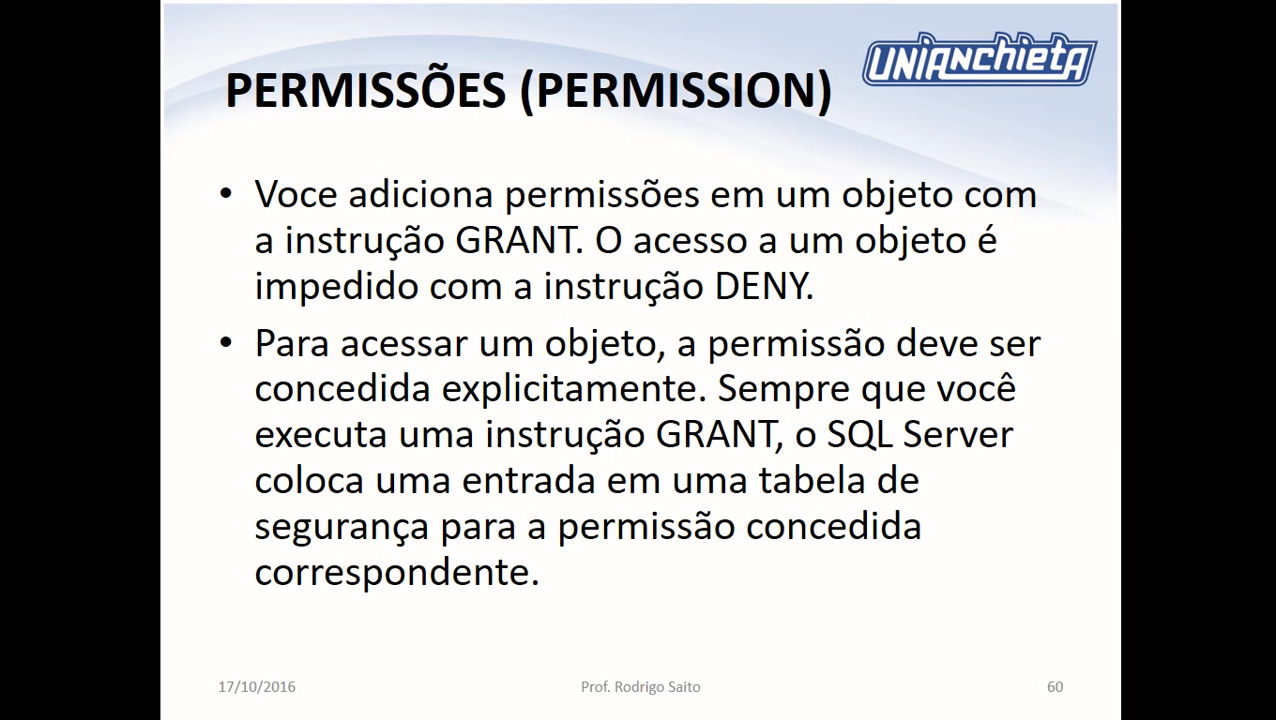 UNIANCHIETA
PERMISSÕES (PERMISSION)
• Voce adiciona permissões em um objeto com
a instrução GRANT. O acesso a um objeto é
impedido com a instrução DENY.
• Para acessar um objeto, a permissão deve ser
concedida explicitamente. Sempre que você
executa uma instrução GRANT, o SQL Server
coloca uma entrada em uma tabela de
segurança para a permissão concedida
correspondente.
17/10/2016
Prof. Rodrigo Saito
60